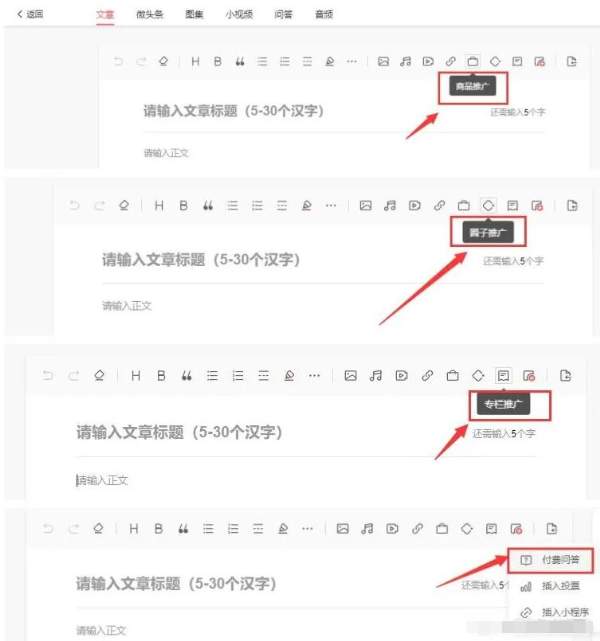 返回 文章 微头条 图集 小视频 问答 音频
H B
商品推广
请输入文章标题（5-30个汉字） 还需输入5个字
请输入正文
H B
圈子推广
请输入文章标题（5-30个汉字） 还需输入5个字
请输入正文
H B
专栏推广
请输入文章标题（5-30个汉字） 还需输入5个字
请输入正文
H B
付费问答
请输入文章标题（5-30个汉字） 还需输入5
插入投票
插入小程序
请输入正文